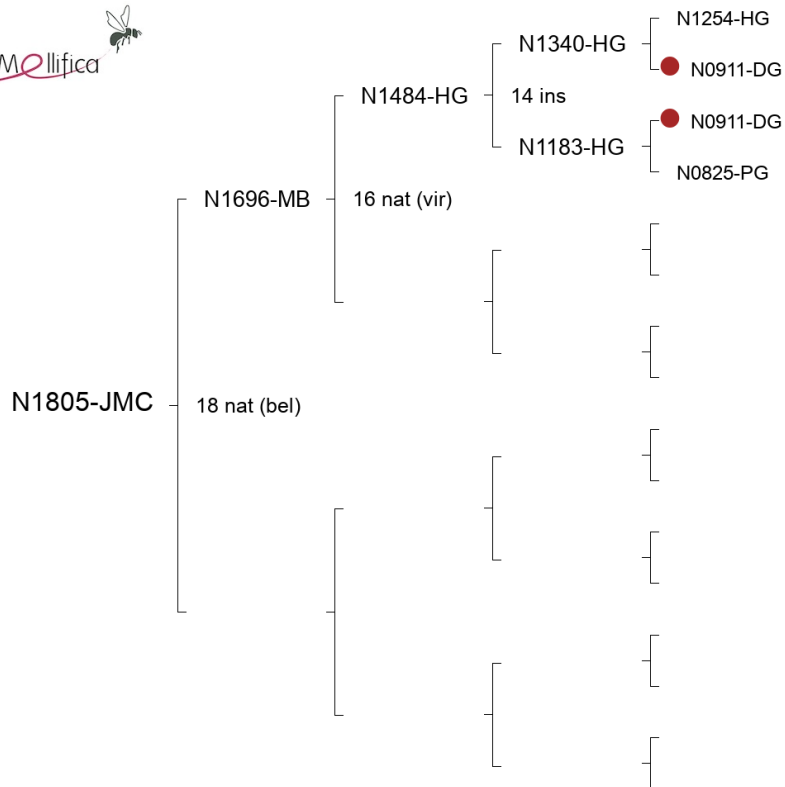 Mellifica
N1254-HG
N1340-HG
N0911-DG
N1484-HG
14 ins
N0911-DG
N1183-HG
N0825-PG
N1696-MB
16 nat (vir)
N1805-JMC
18 nat (bel)